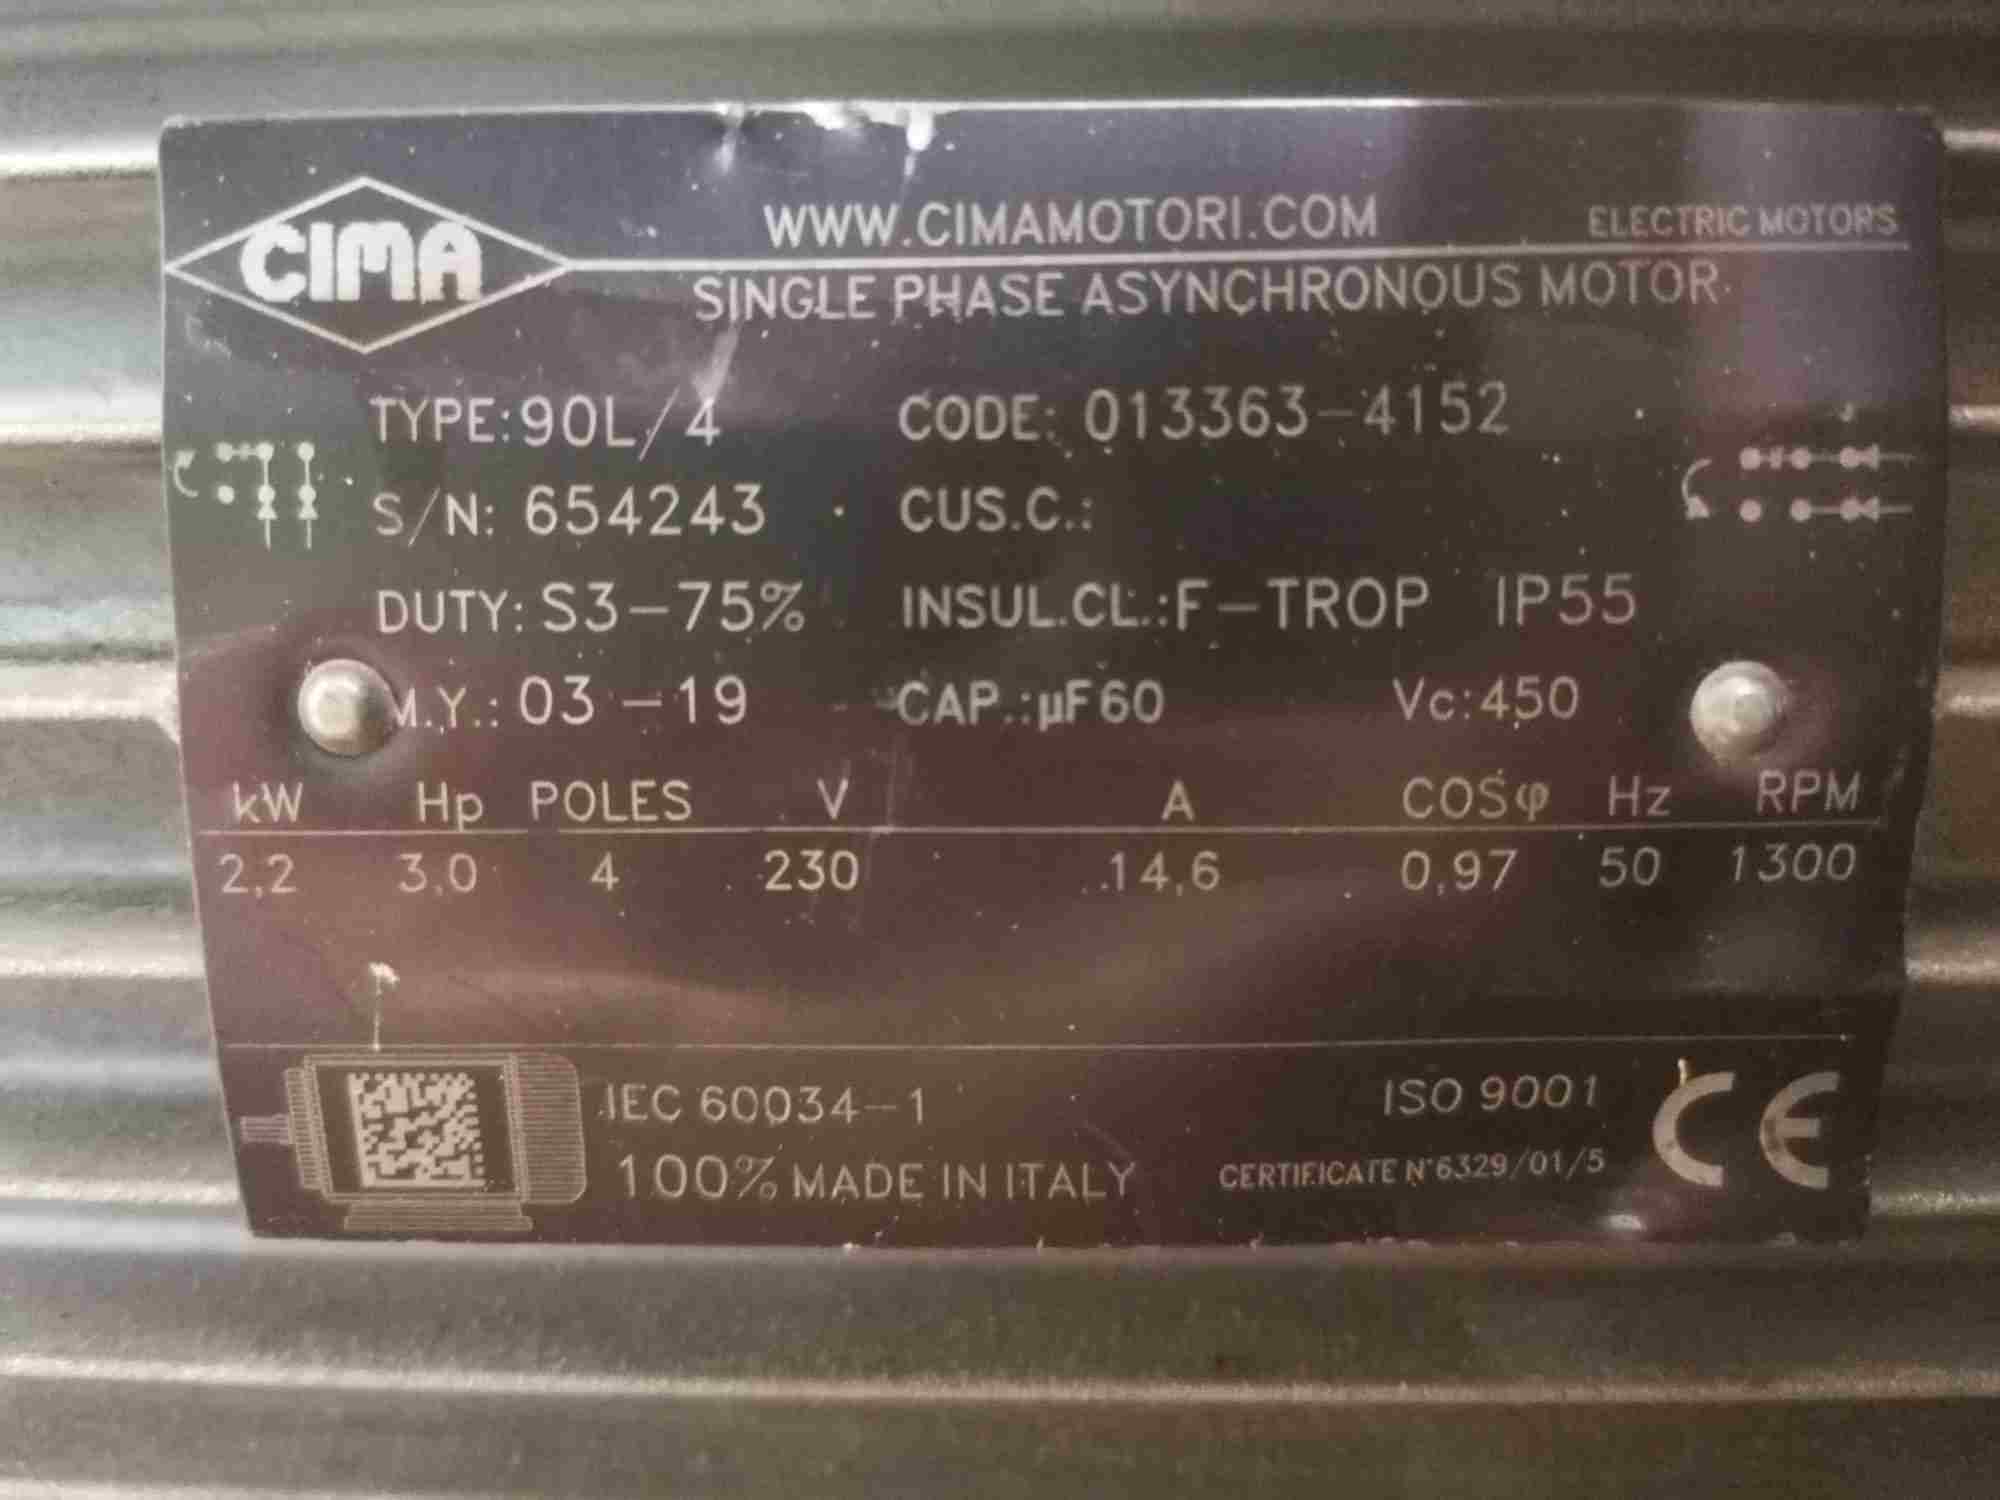 CIMA
WWW.CIMAMOTORI.COM ELECTRIC MOTORS
SINGLE PHASE ASYNCHRONOUS MOTOR
TYPE: 90L/4 CODE: 013363-4152
S/N: 654243 CUS.C.:
DUTY: S3-75% INSUL.CL.: F-TROP IP55
M.Y.: 03-19 CAP.: µF 60 Vc: 450
kW Hp POLES V A COSφ Hz RPM
2,2 3,0 4 230 14,6 0,97 50 1300
IEC 60034-1 ISO 9001 CE
100% MADE IN ITALY CERTIFICATE N°6329/01/5